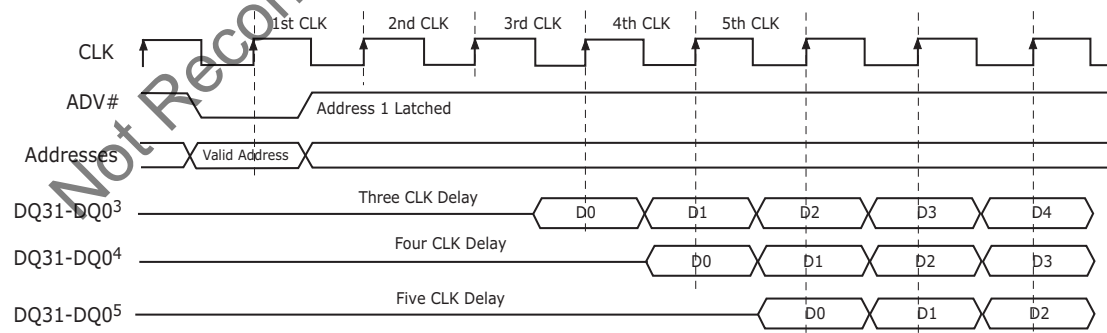 1st CLK 2nd CLK 3rd CLK 4th CLK 5th CLK
CLK
ADV# Address 1 Latched
Addresses Valid Address
DQ31-DQ0³ Three CLK Delay D0 D1 D2 D3 D4
DQ31-DQ0⁴ Four CLK Delay D0 D1 D2 D3
DQ31-DQ0⁵ Five CLK Delay D0 D1 D2
Not